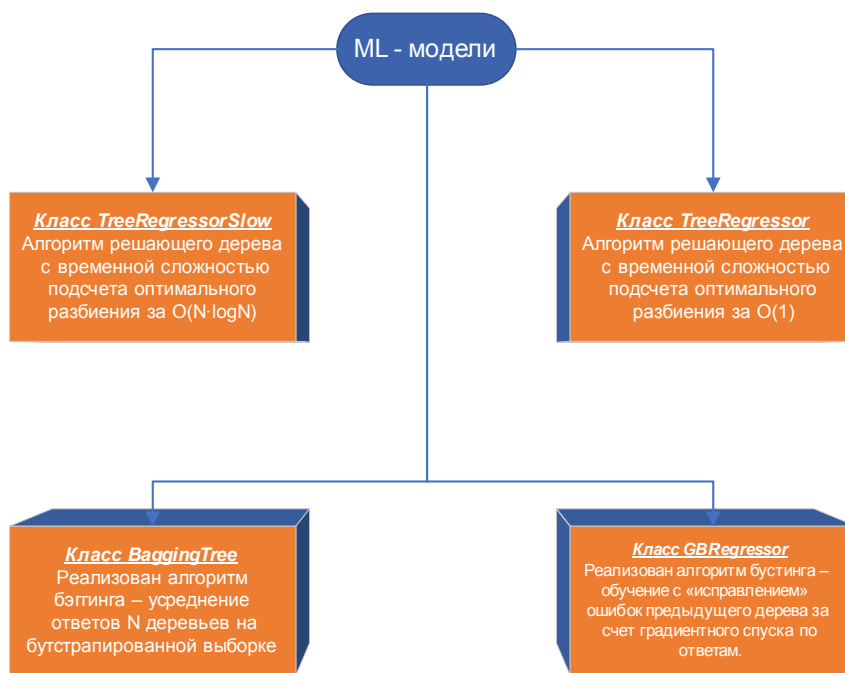 ML - модели
Класс TreeRegressorSlow
Алгоритм решающего дерева
с временной сложностью
подсчета оптимального
разбиения за O(N·logN)
Класс TreeRegressor
Алгоритм решающего дерева
с временной сложностью
подсчета оптимального
разбиения за O(1)
Класс BaggingTree
Реализован алгоритм
бэггинга – усреднение
ответов N деревьев на
бутстрапированной выборке
Класс GBRegressor
Реализован алгоритм бустинга –
обучение с «исправлением»
ошибок предыдущего дерева за
счет градиентного спуска по
ответам.